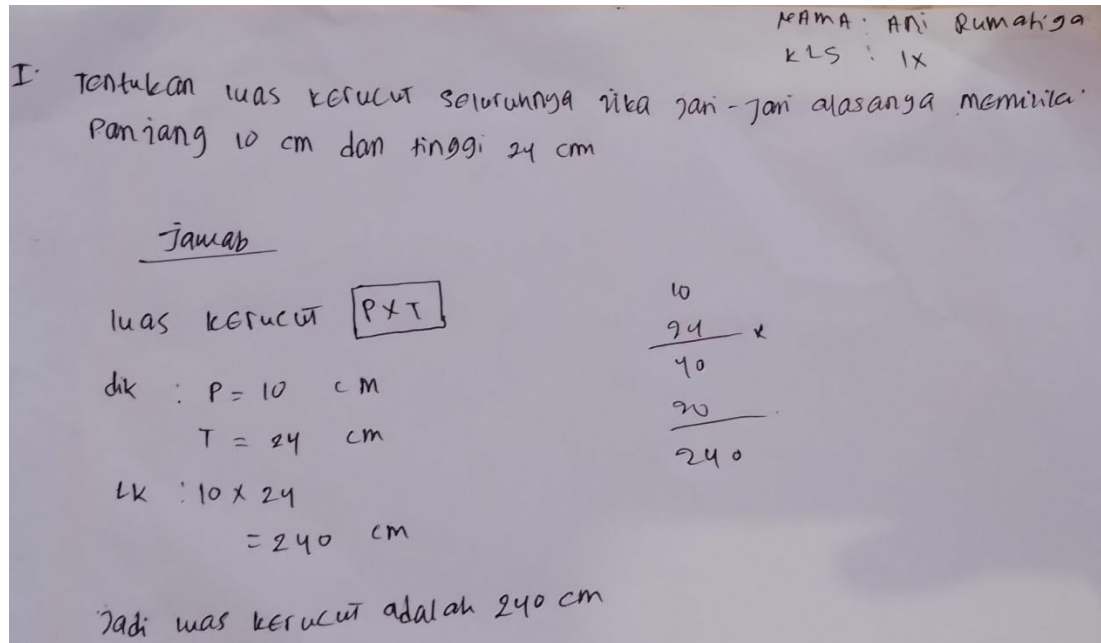 NAMA : Ani Rumatiga
KLS : IX
I. Tentukan luas kerucut seluruhnya jika jari-jari alasanya memilika
Panjang 10 cm dan tinggi 24 cm
Jawab
luas kerucut P x T
dik : P = 10 cm
T = 24 cm
LK : 10 x 24
= 240 cm
10
24 x
40
20
240
Jadi luas kerucut adalah 240 cm